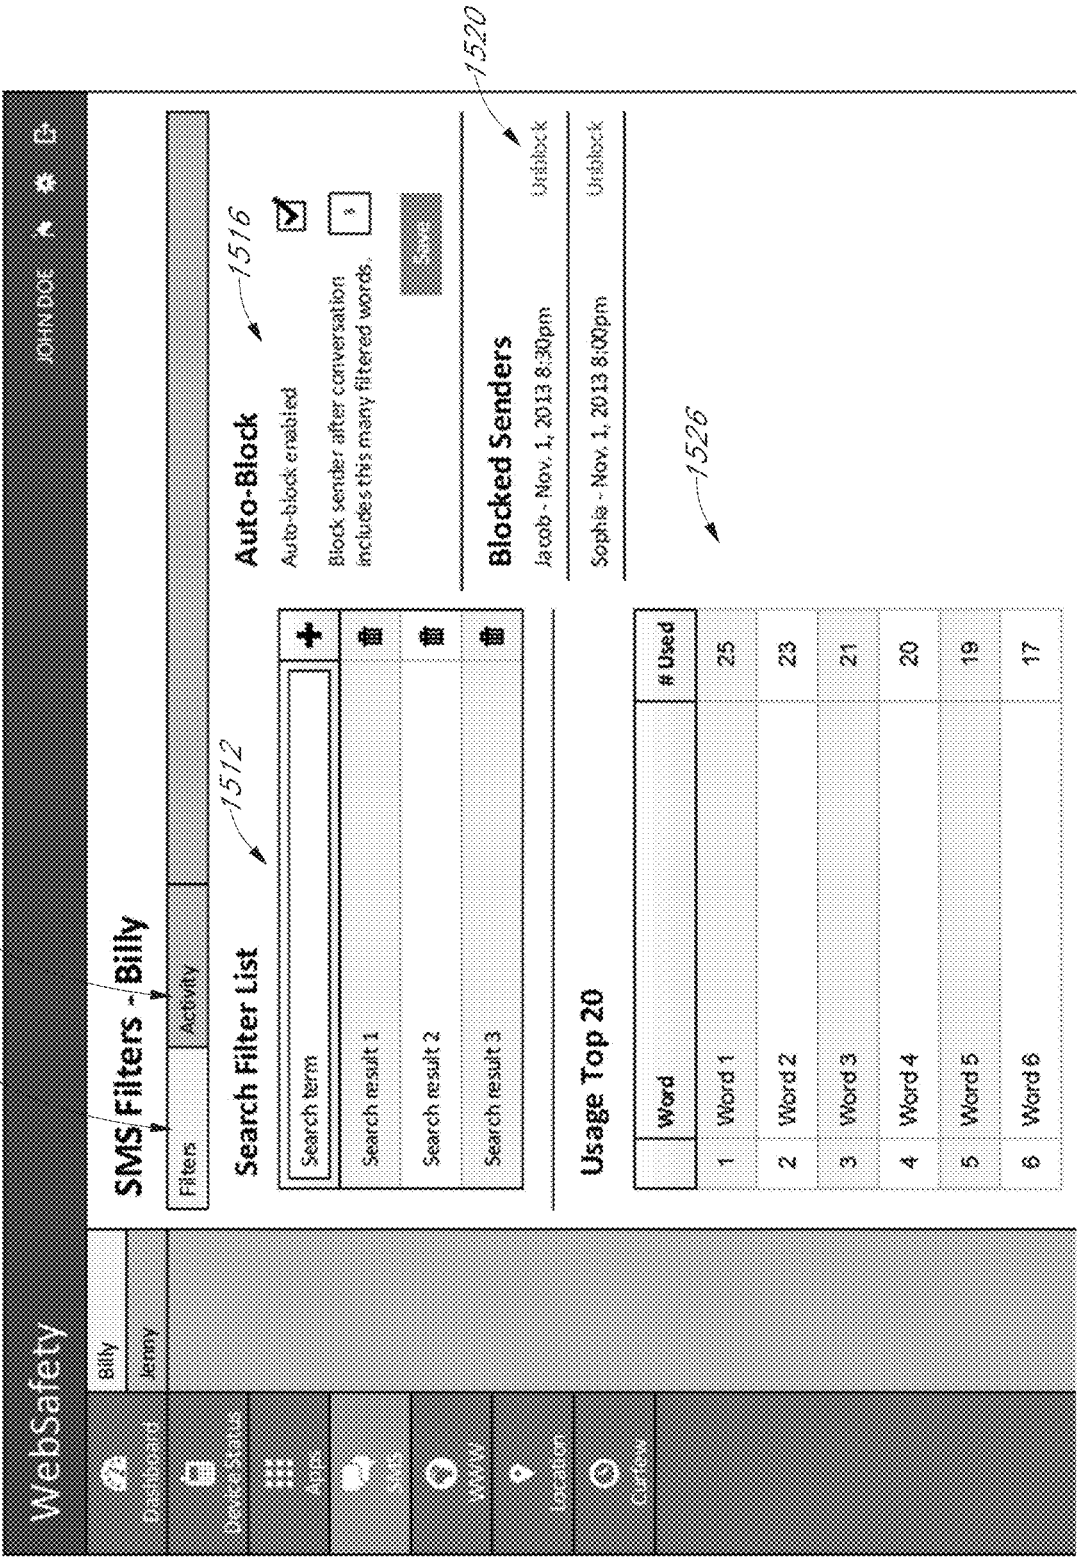 WebSafety
JOHN DOE
Dashboard
Device Status
Apps
SMS
WWW
Location
Curfew
Billy
Jenny
SMS Filters - Billy
Filters
Activity
Search Filter List
1512
Search term
Search result 1
Search result 2
Search result 3
Usage Top 20
Word # Used
1 Word 1 25
2 Word 2 23
3 Word 3 21
4 Word 4 20
5 Word 5 19
6 Word 6 17
1526
Auto-Block
1516
Auto-block enabled
Block sender after conversation
includes this many filtered words.
Blocked Senders
1520
Jacob - Nov. 1, 2013 8:30pm Unblock
Sophia - Nov. 1, 2013 8:00pm Unblock